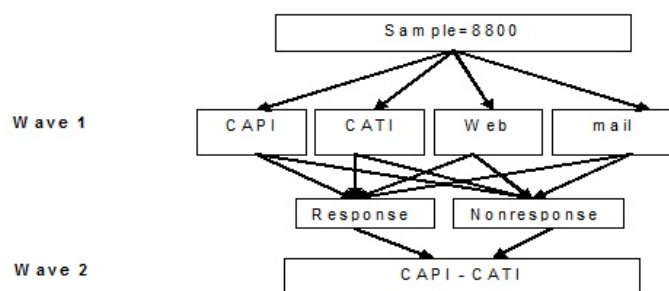 Sample=8800
Wave 1
CAPI
CATI
Web
mail
Response
Nonresponse
Wave 2
CAPI - CATI